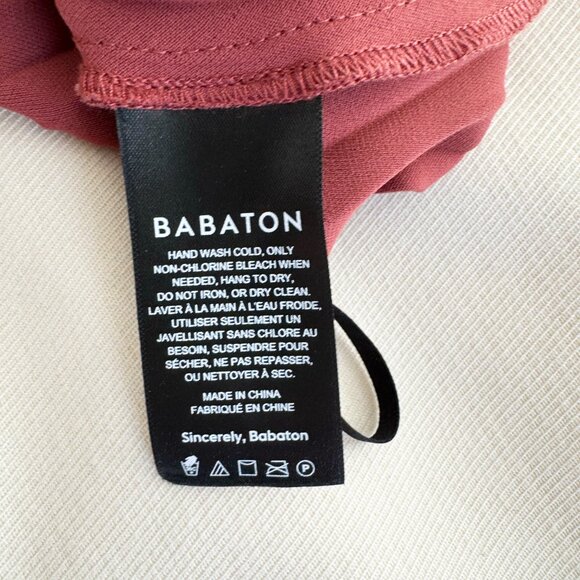 BABATON
HAND WASH COLD, ONLY
NON-CHLORINE BLEACH WHEN
NEEDED, HANG TO DRY,
DO NOT IRON, OR DRY CLEAN.
LAVER À LA MAIN À L'EAU FROIDE,
UTILISER SEULEMENT UN
JAVELLISANT SANS CHLORE AU
BESOIN, SUSPENDRE POUR
SÉCHER, NE PAS REPASSER,
OU NETTOYER À SEC.
MADE IN CHINA
FABRIQUÉ EN CHINE
Sincerely, Babaton
P